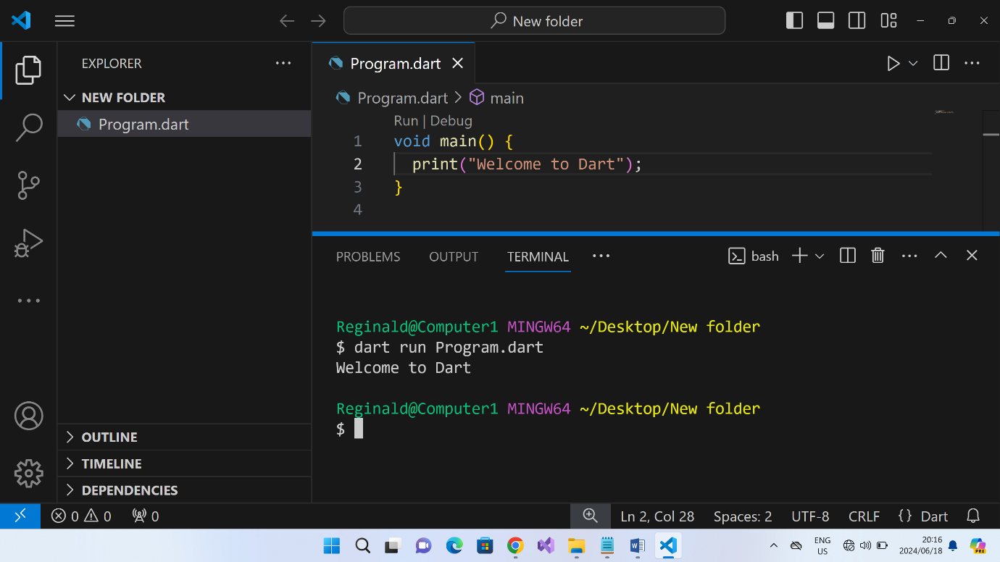 New folder
EXPLORER
NEW FOLDER
Program.dart
OUTLINE
TIMELINE
DEPENDENCIES
Program.dart
Program.dart > main
Run | Debug
1 void main() {
2 print("Welcome to Dart");
3 }
4
PROBLEMS OUTPUT TERMINAL
bash
Reginald@Computer1 MINGW64 ~/Desktop/New folder
$ dart run Program.dart
Welcome to Dart
Reginald@Computer1 MINGW64 ~/Desktop/New folder
$
0 0 0
Ln 2, Col 28 Spaces: 2 UTF-8 CRLF {} Dart
ENG
US
20:16
2024/06/18
PRE